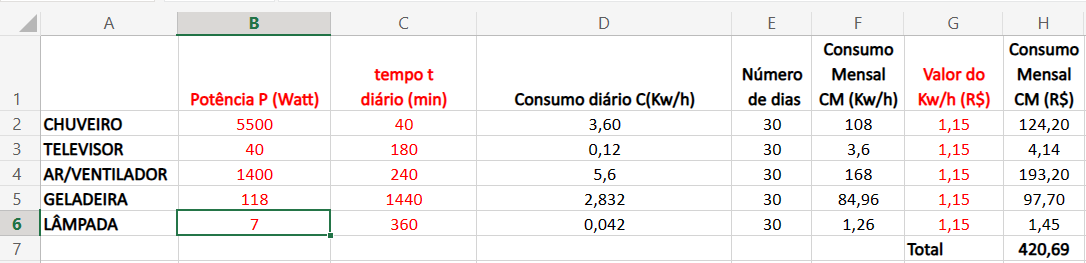 A B C D E F G H
1 Potência P (Watt) tempo t diário (min) Consumo diário C(Kw/h) Número de dias Consumo Mensal CM (Kw/h) Valor do Kw/h (R$) Consumo Mensal CM (R$)
2 CHUVEIRO 5500 40 3,60 30 108 1,15 124,20
3 TELEVISOR 40 180 0,12 30 3,6 1,15 4,14
4 AR/VENTILADOR 1400 240 5,6 30 168 1,15 193,20
5 GELADEIRA 118 1440 2,832 30 84,96 1,15 97,70
6 LÂMPADA 7 360 0,042 30 1,26 1,15 1,45
7 Total 420,69